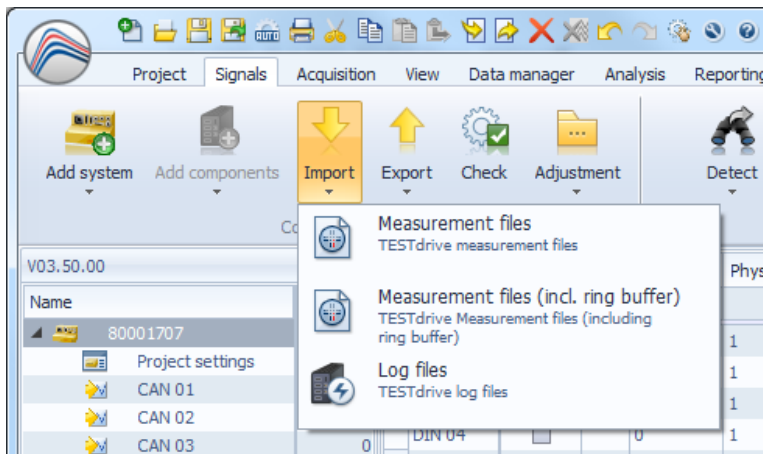 Project Signals Acquisition View Data manager Analysis Reporting
Add system Add components Import Export Check Adjustment Detect
Measurement files
TESTdrive measurement files
V03.50.00
Phys
Name
Measurement files (incl. ring buffer)
TESTdrive Measurement files (including
ring buffer)
80001707
1
Project settings
Log files
1
CAN 01
TESTdrive log files
1
CAN 02
DIN 04 0 1
CAN 03 0